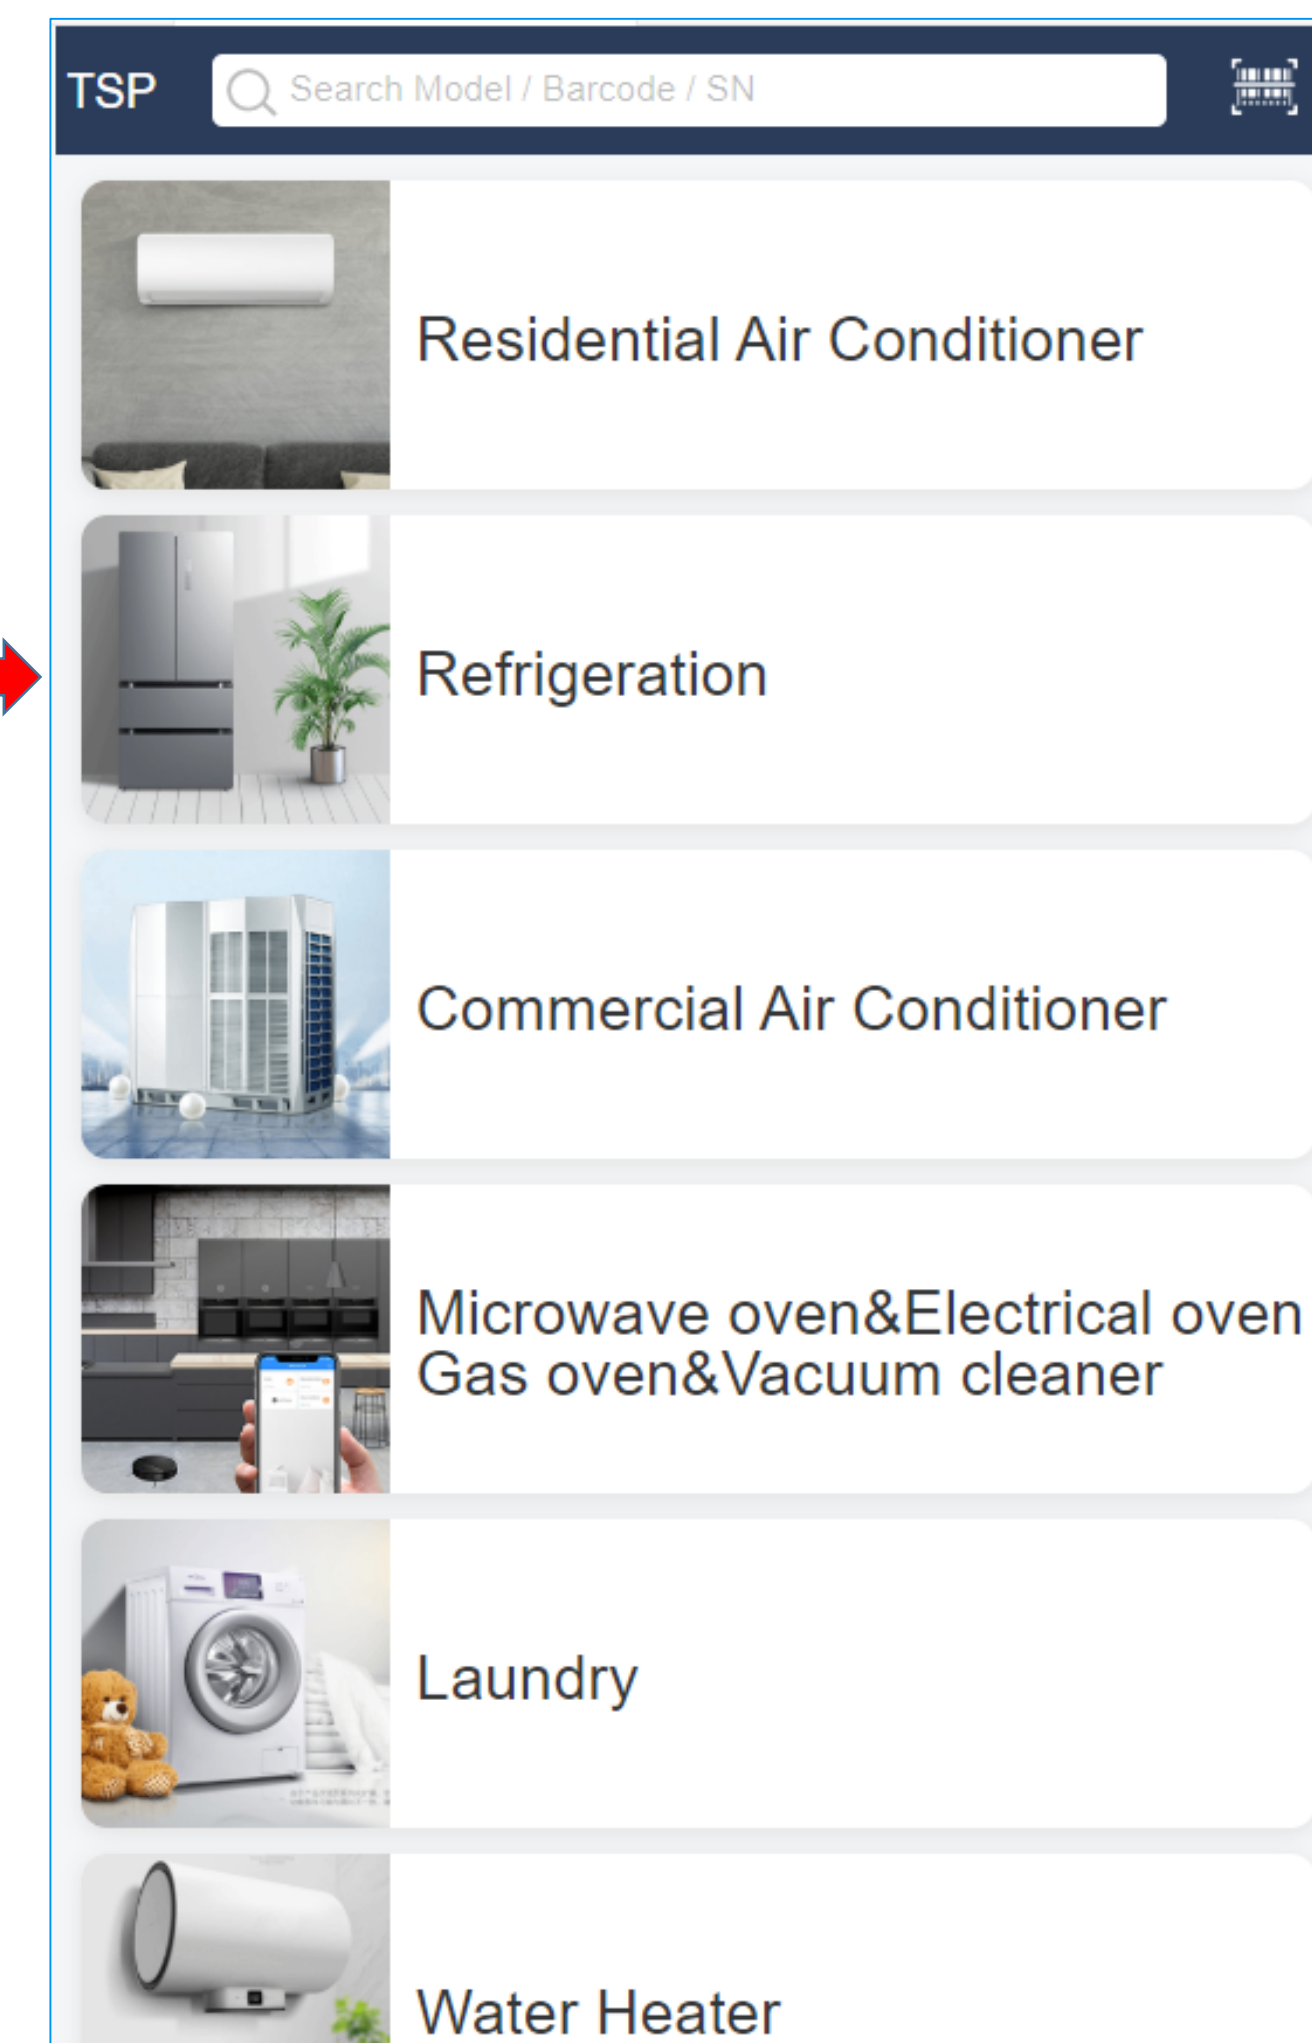 TSP
Search Model / Barcode / SN
Residential Air Conditioner
Refrigeration
Commercial Air Conditioner
Microwave oven&Electrical oven
Gas oven&Vacuum cleaner
Laundry
Water Heater